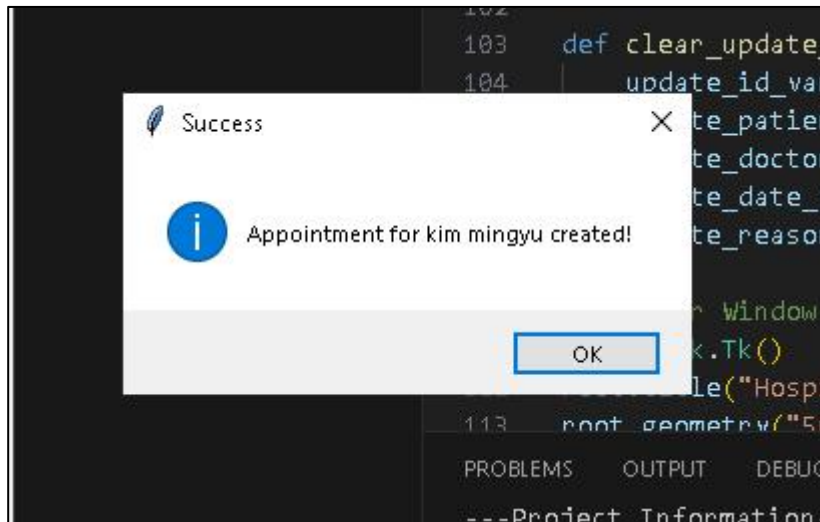 103 def clear_update_
104 update_id_va
Success
te_patie
te_docto
te_date_
te_reaso
Appointment for kim mingyu created!
Window
k.Tk()
OK
le("Hosp
113 root.geometry("5
PROBLEMS OUTPUT DEBUG
---Project Information